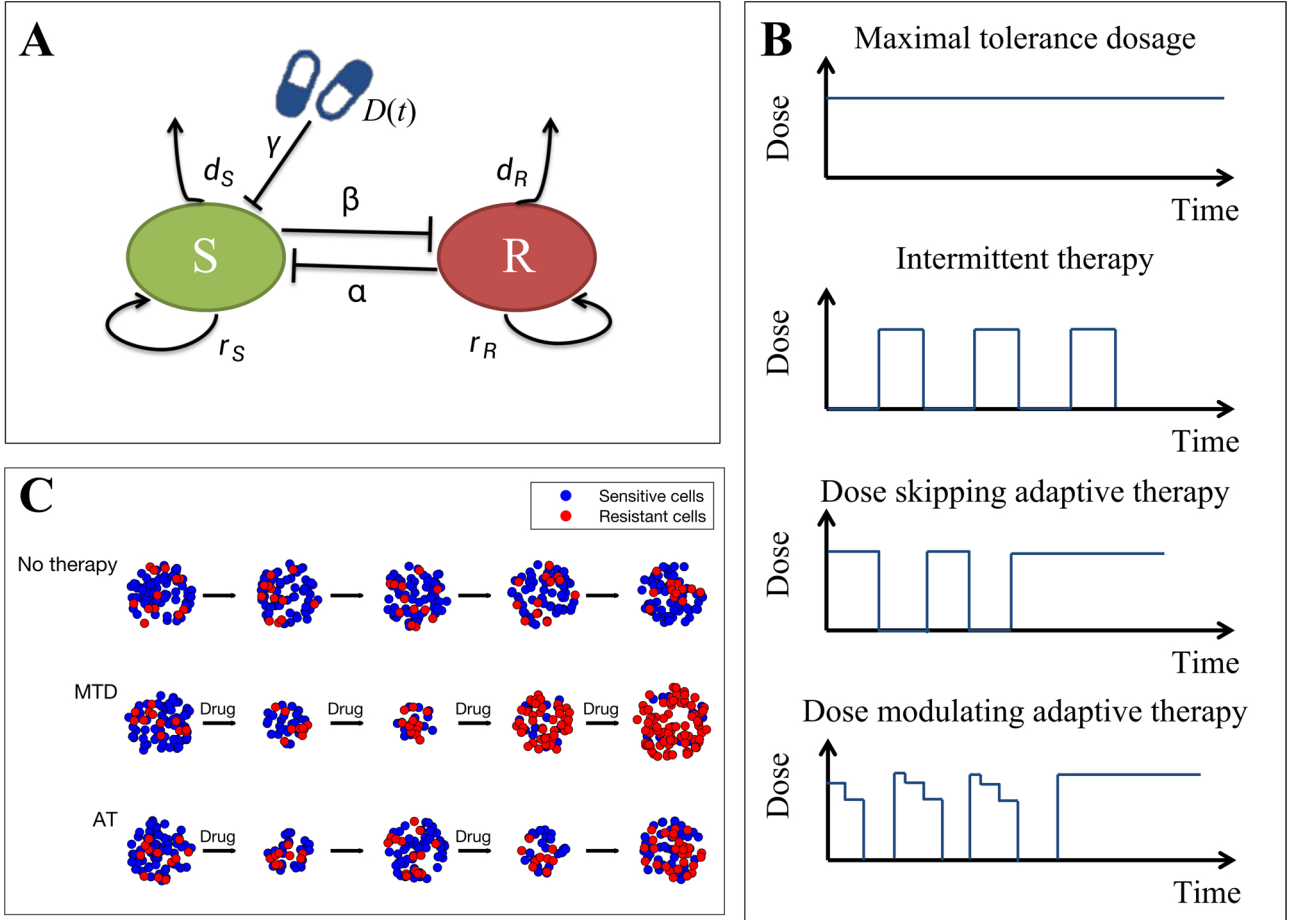 A
D(t)
γ
d_S
d_R
β
S
R
α
r_S
r_R
B
Maximal tolerance dosage
Dose
Time
Intermittent therapy
Dose
Time
Dose skipping adaptive therapy
Dose
Time
Dose modulating adaptive therapy
Dose
Time
C
Sensitive cells
Resistant cells
No therapy
MTD
Drug
Drug
Drug
Drug
AT
Drug
Drug